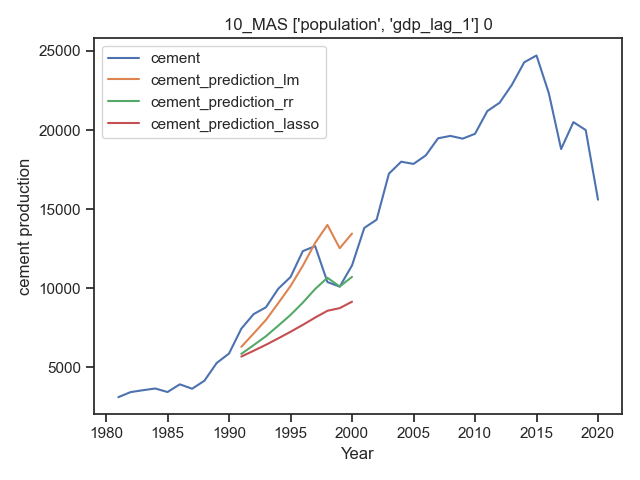 10_MAS ['population', 'gdp_lag_1'] 0
25000
20000
15000
10000
5000
cement production
cement
cement_prediction_lm
cement_prediction_rr
cement_prediction_lasso
1980 1985 1990 1995 2000 2005 2010 2015 2020
Year